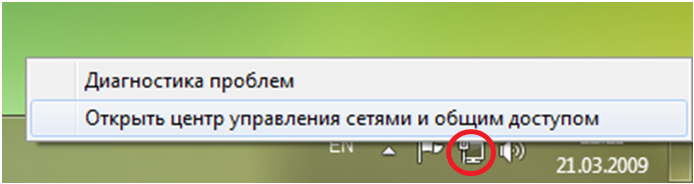 Диагностика проблем
Открыть центр управления сетями и общим доступом
EN
21.03.2009